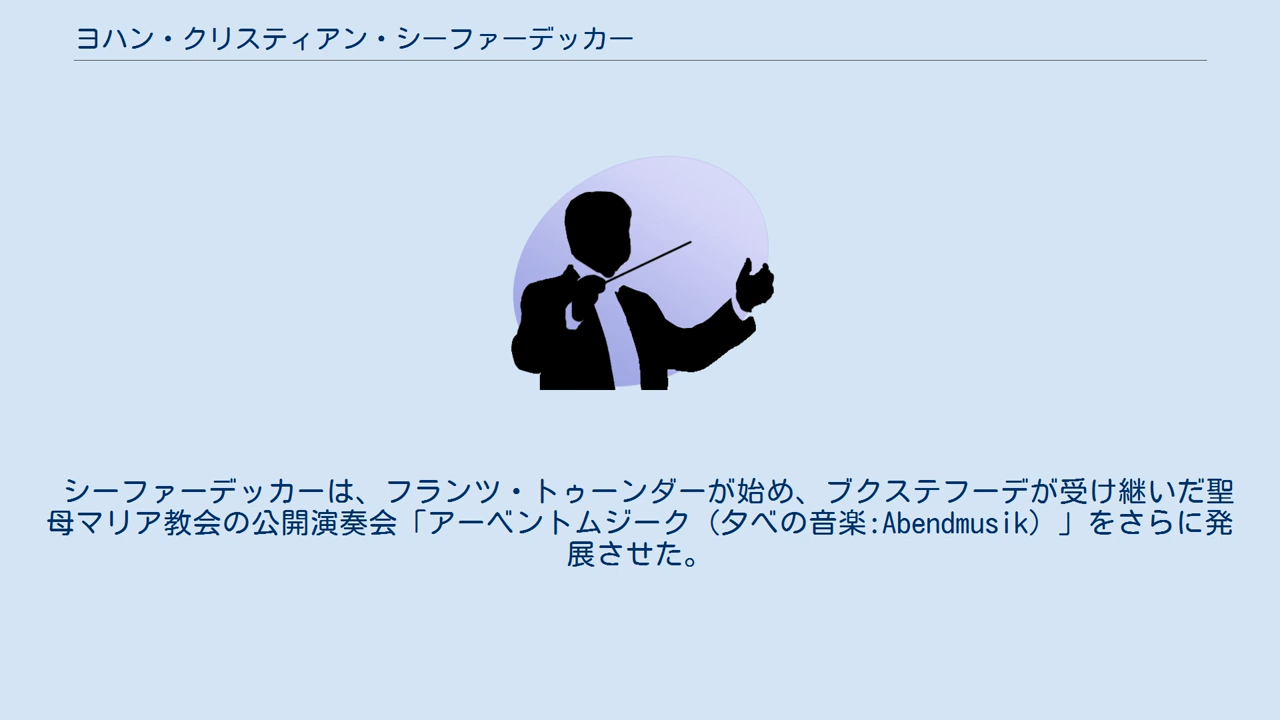 ヨハン・クリスティアン・シーファーデッカー
シーファーデッカーは、フランツ・トゥーンダーが始め、ブクステフーデが受け継いだ聖
母マリア教会の公開演奏会「アーベントムジーク（夕べの音楽:Abendmusik）」をさらに発
展させた。